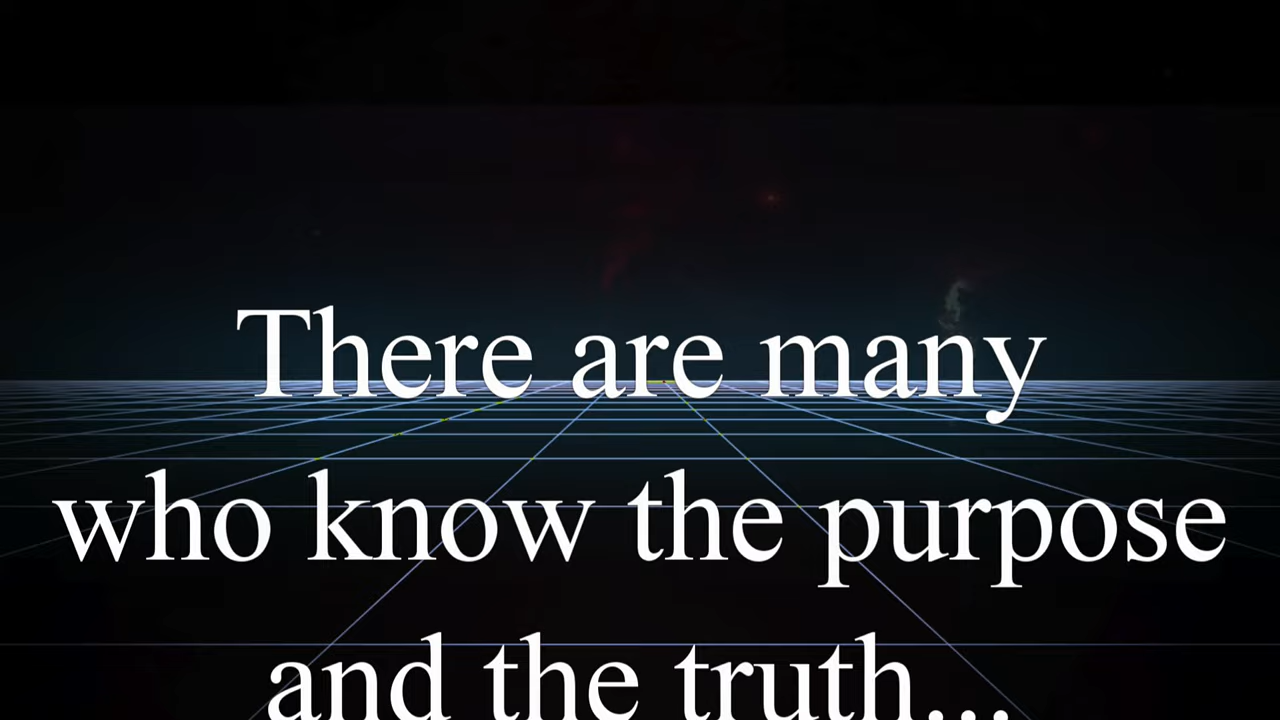 There are many
who know the purpose
and the truth...